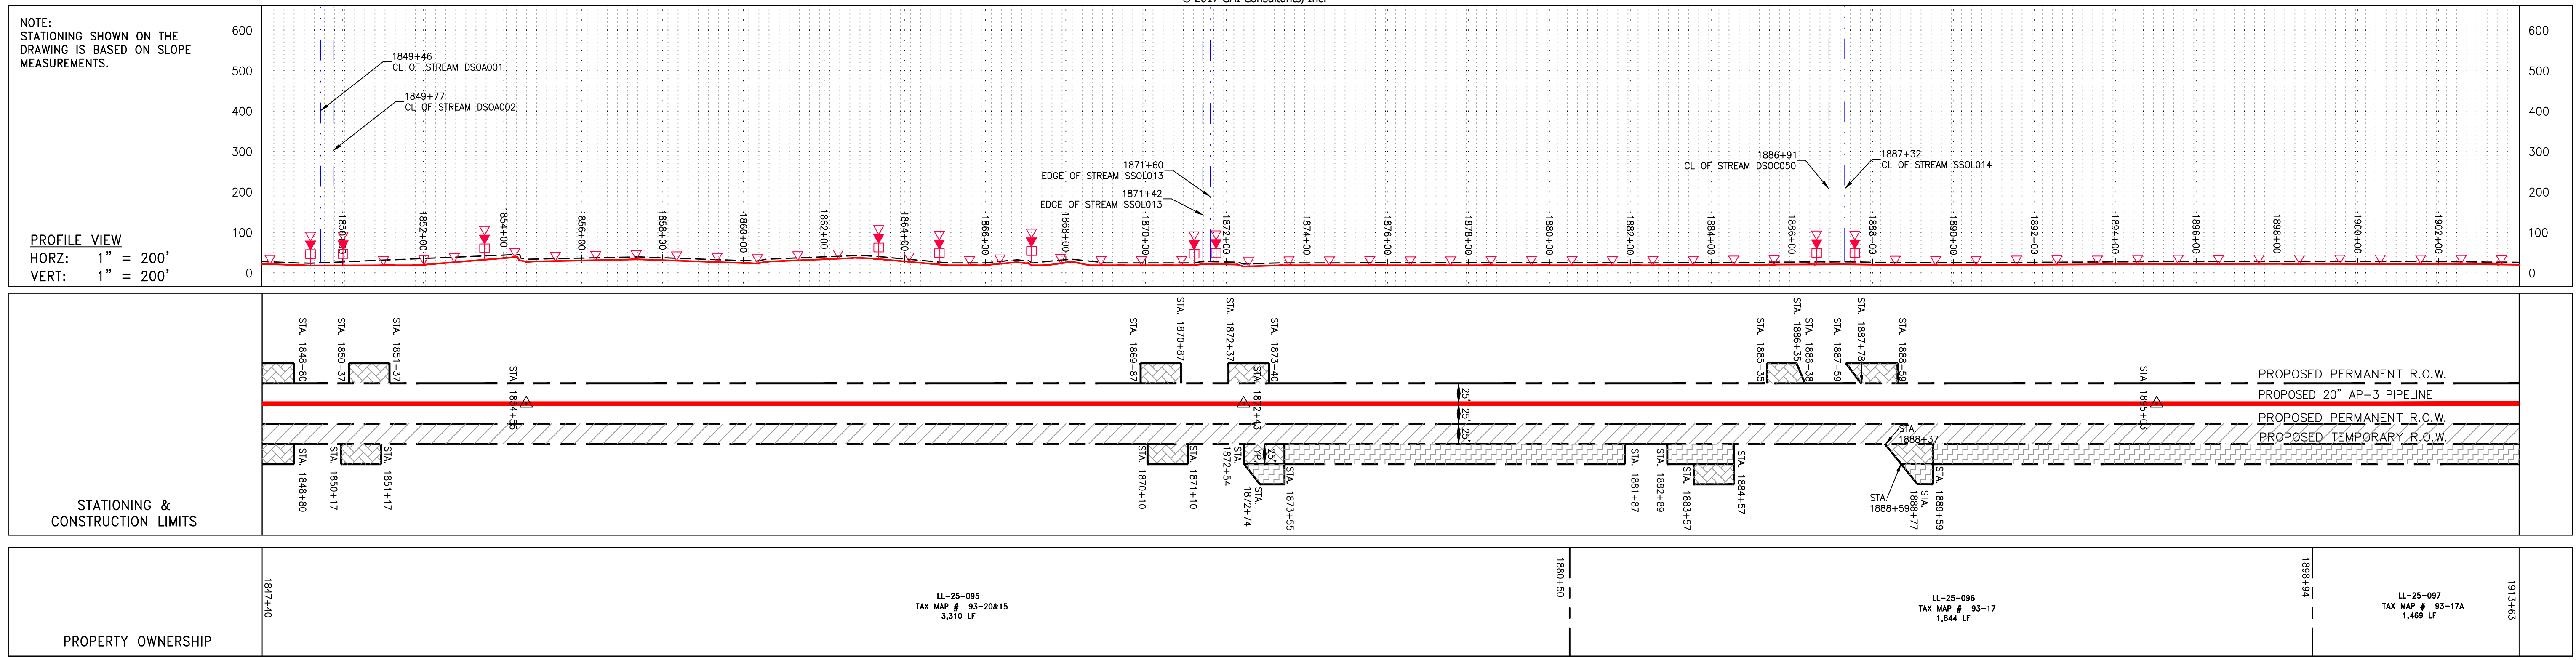 © 2017 GAI Consultants, Inc.
NOTE:
STATIONING SHOWN ON THE
DRAWING IS BASED ON SLOPE
MEASUREMENTS.
600
500
400
300
200
100
0
600
500
400
300
200
100
0
1849+46
CL OF STREAM DSOA001
1849+77
CL OF STREAM DSOA002
1871+60
EDGE OF STREAM SSOL013
1871+42
EDGE OF STREAM SSOL013
1886+91
CL OF STREAM DSOC050
1887+32
CL OF STREAM SSOL014
1850+00
1852+00
1854+00
1856+00
1858+00
1860+00
1862+00
1864+00
1866+00
1868+00
1870+00
1872+00
1874+00
1876+00
1878+00
1880+00
1882+00
1884+00
1886+00
1888+00
1890+00
1892+00
1894+00
1896+00
1898+00
1900+00
1902+00
PROFILE VIEW
HORZ: 1" = 200'
VERT: 1" = 200'
STA. 1848+80
STA. 1850+37
STA. 1851+37
STA. 1869+87
STA. 1870+87
STA. 1872+37
STA. 1873+40
STA. 1885+35
STA. 1886+35
STA. 1886+38
STA. 1887+59
STA. 1887+78
STA. 1888+59
STA. 1854+55
STA. 1872+43
STA. 1895+03
25'
25'
25'
PROPOSED PERMANENT R.O.W.
PROPOSED 20" AP-3 PIPELINE
PROPOSED PERMANENT R.O.W.
PROPOSED TEMPORARY R.O.W.
STA. 1848+80
STA. 1850+17
STA. 1851+17
STA. 1870+10
STA. 1871+10
STA. 1872+54
TYP.
25'
STA. 1872+74
STA. 1873+55
STA. 1881+87
STA. 1882+89
STA. 1883+57
STA. 1884+57
STA.
1888+37
STA.
1888+59
STA. 1888+77
STA. 1889+59
STATIONING &
CONSTRUCTION LIMITS
1847+40
LL-25-095
TAX MAP # 93-20&15
3,310 LF
1880+50
LL-25-096
TAX MAP # 93-17
1,844 LF
1898+94
LL-25-097
TAX MAP # 93-17A
1,469 LF
1913+63
PROPERTY OWNERSHIP